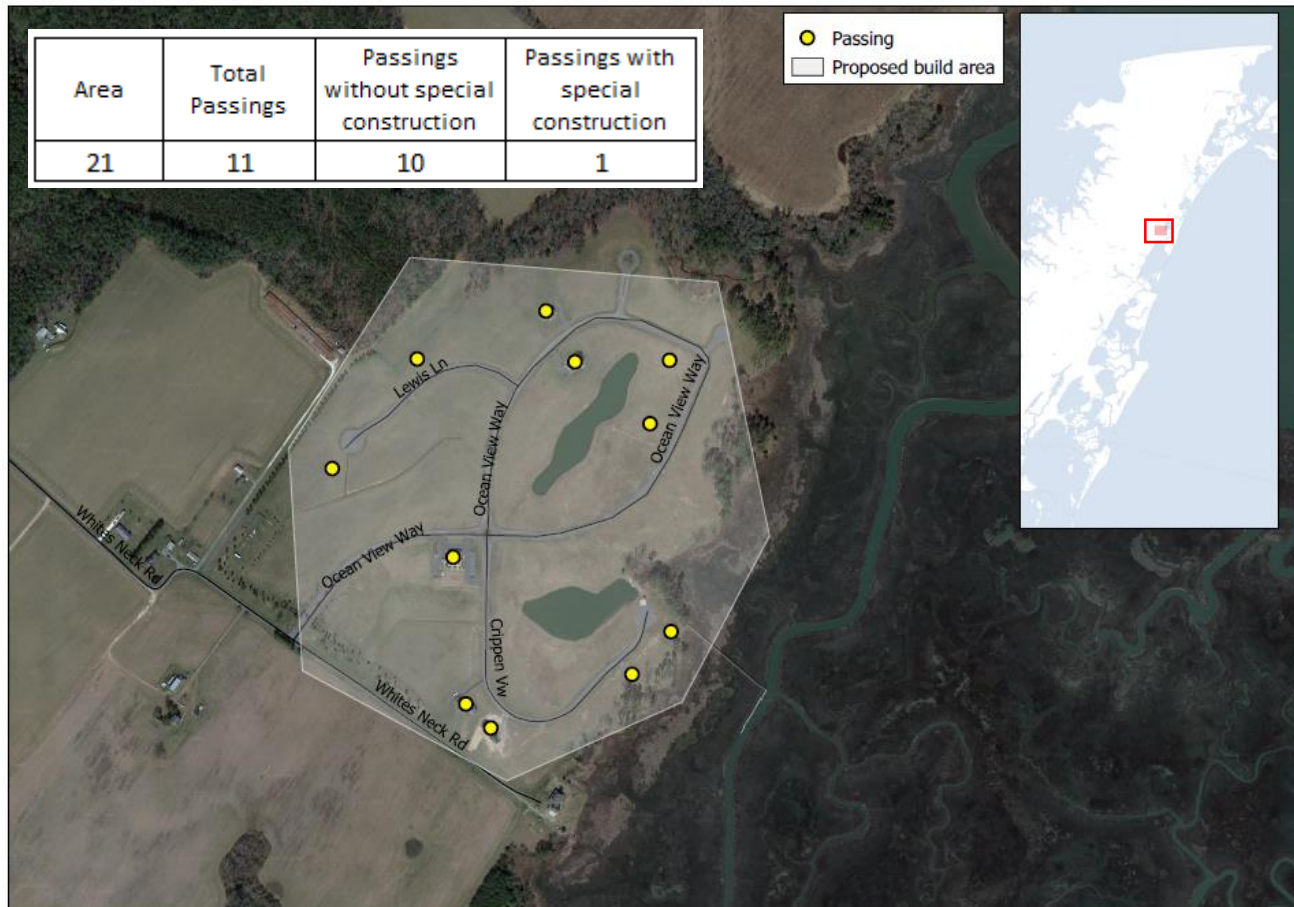 Area
Total
Passings
Passings
without special
construction
Passings with
special
construction
21
11
10
1
Passing
Proposed build area
Lewis Ln
Ocean View Way
Ocean View Way
Ocean View Way
Whites Neck Rd
Crippen Vw
Whites Neck Rd